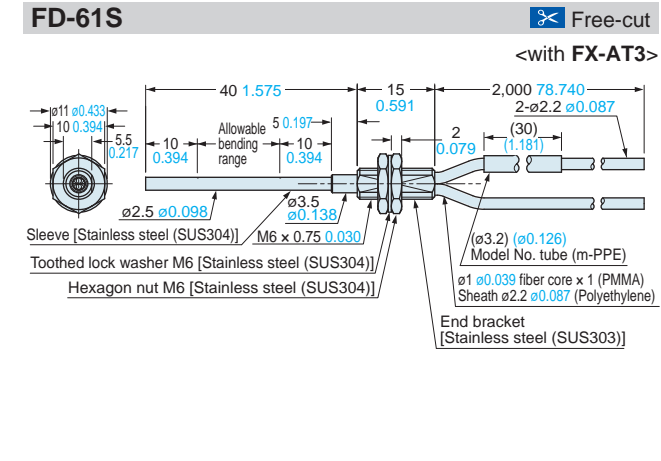 FD-61S
Free-cut
<with FX-AT3>
40 1.575
15
0.591
2,000 78.740
2-ø2.2 ø0.087
ø11 ø0.433
10 0.394
5.5
0.217
10
0.394
Allowable
bending
range
5 0.197
10
0.394
2
0.079
(30)
(1.181)
ø2.5 ø0.098
ø3.5
ø0.138
Sleeve [Stainless steel (SUS304)]
M6 × 0.75 0.030
Toothed lock washer M6 [Stainless steel (SUS304)]
Hexagon nut M6 [Stainless steel (SUS304)]
(ø3.2) (ø0.126)
Model No. tube (m-PPE)
ø1 ø0.039 fiber core × 1 (PMMA)
Sheath ø2.2 ø0.087 (Polyethylene)
End bracket
[Stainless steel (SUS303)]